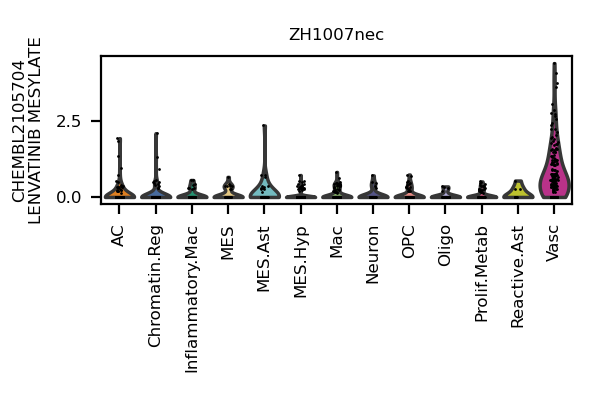 ZH1007nec
CHEMBL2105704
LENVATINIB MESYLATE
2.5
0.0
AC
Chromatin.Reg
Inflammatory.Mac
MES
MES.Ast
MES.Hyp
Mac
Neuron
OPC
Oligo
Prolif.Metab
Reactive.Ast
Vasc